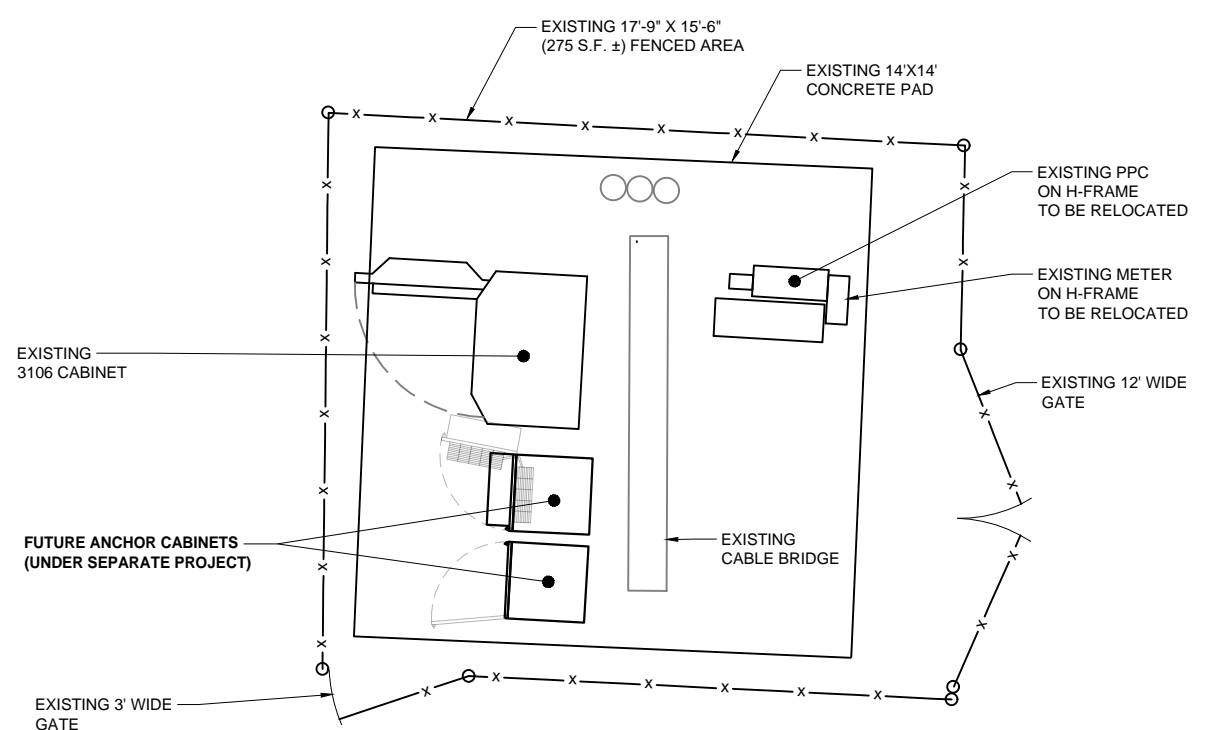 EXISTING 17'-9" X 15'-6"
(275 S.F. ±) FENCED AREA
EXISTING 14'X14'
CONCRETE PAD
EXISTING PPC
ON H-FRAME
TO BE RELOCATED
EXISTING METER
ON H-FRAME
TO BE RELOCATED
EXISTING
3106 CABINET
EXISTING 12' WIDE
GATE
FUTURE ANCHOR CABINETS
(UNDER SEPARATE PROJECT)
EXISTING
CABLE BRIDGE
EXISTING 3' WIDE
GATE